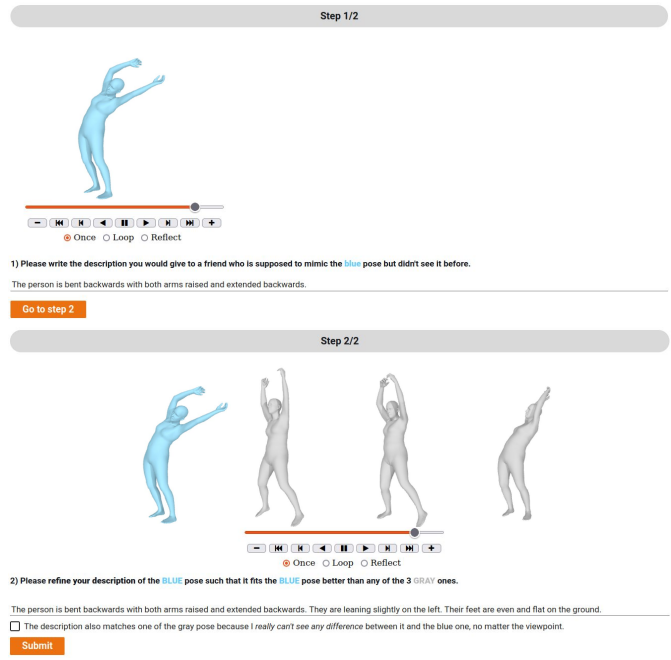 Step 1/2
Once Loop Reflect
1) Please write the description you would give to a friend who is supposed to mimic the blue pose but didn't see it before.
The person is bent backwards with both arms raised and extended backwards.
Go to step 2
Step 2/2
Once Loop Reflect
2) Please refine your description of the BLUE pose such that it fits the BLUE pose better than any of the 3 GRAY ones.
The person is bent backwards with both arms raised and extended backwards. They are leaning slightly on the left. Their feet are even and flat on the ground.
The description also matches one of the gray pose because I really can't see any difference between it and the blue one, no matter the viewpoint.
Submit